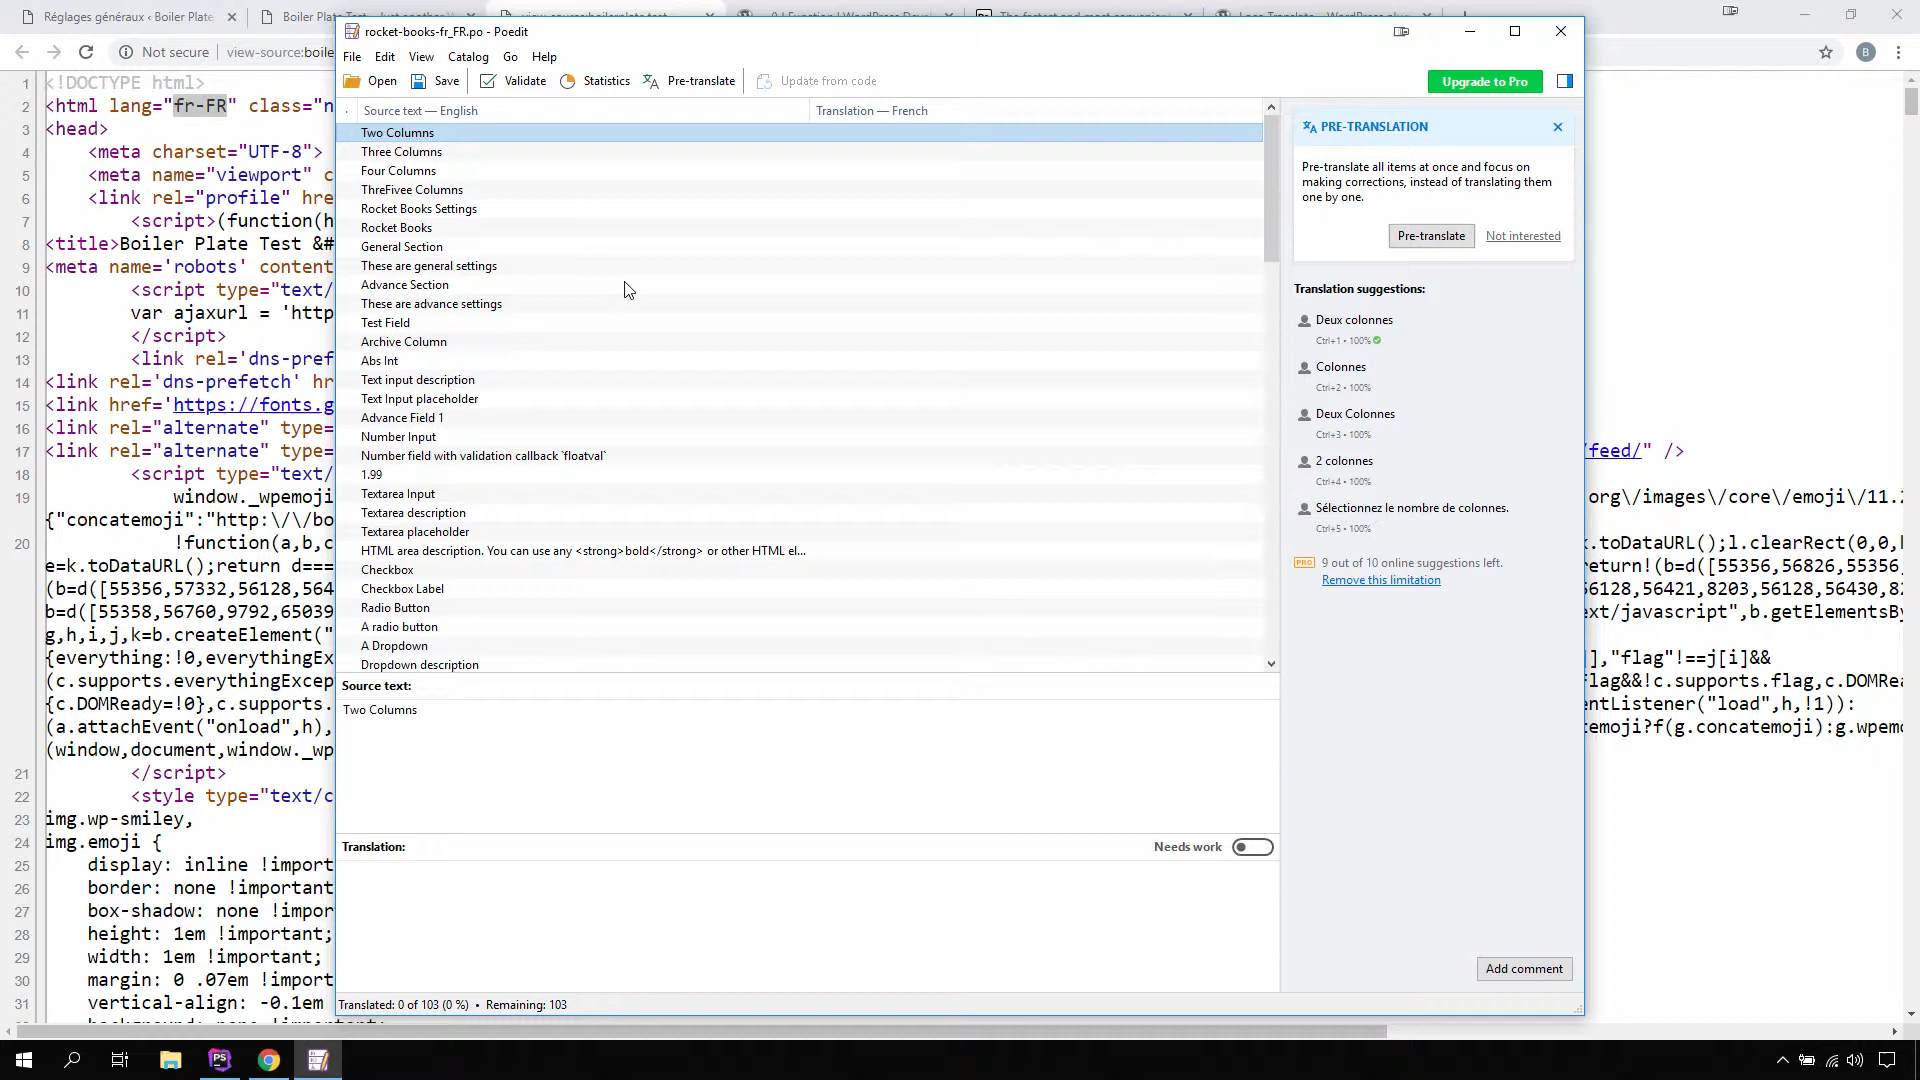 Réglages généraux ‹ Boiler Plate
rocket-books-fr_FR.po - Poedit
Not secure
view-source:boile
File
Edit
View
Catalog
Go
Help
Open
Save
Validate
Statistics
Pre-translate
Update from code
Upgrade to Pro
Source text — English
Translation — French
Two Columns
Three Columns
Four Columns
ThreFivee Columns
Rocket Books Settings
Rocket Books
General Section
These are general settings
Advance Section
These are advance settings
Test Field
Archive Column
Abs Int
Text input description
Text Input placeholder
Advance Field 1
Number Input
Number field with validation callback `floatval`
1.99
Textarea Input
Textarea description
Textarea placeholder
HTML area description. You can use any <strong>bold</strong> or other HTML el...
Checkbox
Checkbox Label
Radio Button
A radio button
A Dropdown
Dropdown description
Source text:
Two Columns
Translation:
Needs work
Translated: 0 of 103 (0 %) • Remaining: 103
PRE-TRANSLATION
Pre-translate all items at once and focus on
making corrections, instead of translating them
one by one.
Pre-translate
Not interested
Translation suggestions:
Deux colonnes
Ctrl+1 • 100%
Colonnes
Ctrl+2 • 100%
Deux Colonnes
Ctrl+3 • 100%
2 colonnes
Ctrl+4 • 100%
Sélectionnez le nombre de colonnes.
Ctrl+5 • 100%
PRO
9 out of 10 online suggestions left.
Remove this limitation
Add comment
1 <!DOCTYPE html>
2 <html lang="fr-FR" class="n
3 <head>
4 <meta charset="UTF-8">
5 <meta name="viewport" c
6 <link rel="profile" hre
7 <script>(function(h
8 <title>Boiler Plate Test &#
9 <meta name='robots' content
10 <script type="text/
11 var ajaxurl = 'http
12 </script>
13 <link rel='dns-pref
14 <link rel='dns-prefetch' hr
15 <link href='https://fonts.g
16 <link rel="alternate" type=
17 <link rel="alternate" type=
feed/" />
18 <script type="text/
19 window._wpemoji
org\/images\/core\/emoji\/11.2
{"concatemoji":"http:\/\/bo
20 !function(a,b,c
k.toDataURL();l.clearRect(0,0,
e=k.toDataURL();return d===
return!(b=d([55356,56826,55356,
(b=d([55356,57332,56128,564
56128,56421,8203,56128,56430,8
b=d([55358,56760,9792,65039
ext/javascript",b.getElementsBy
g,h,i,j,k=b.createElement("
{everything:!0,everythingEx
],"flag"!==j[i]&&
(c.supports.everythingExcep
flag&&!c.supports.flag,c.DOMRea
{c.DOMReady=!0},c.supports.
entListener("load",h,!1)):
(a.attachEvent("onload",h),
emoji?f(g.concatemoji):g.wpemo
(window,document,window._wp
21 </script>
22 <style type="text/c
23 img.wp-smiley,
24 img.emoji {
25 display: inline !import
26 border: none !important
27 box-shadow: none !impor
28 height: 1em !important;
29 width: 1em !important;
30 margin: 0 .07em !import
31 vertical-align: -0.1em